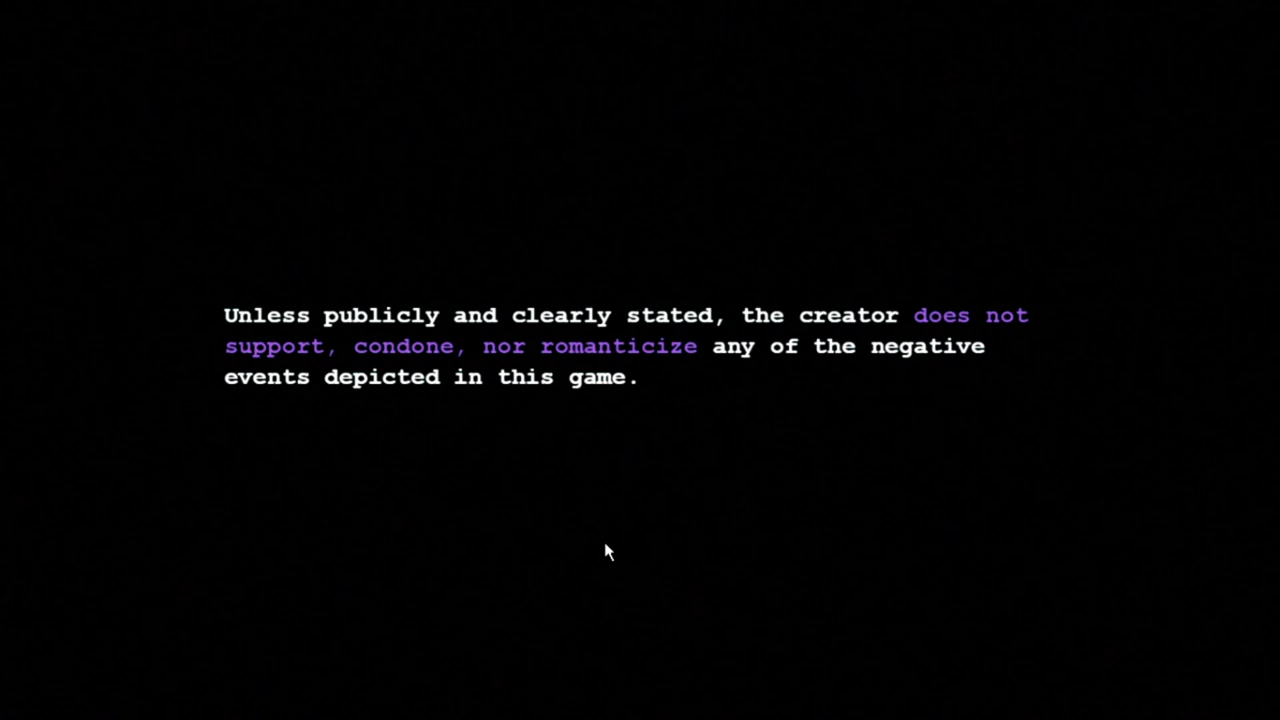 Unless publicly and clearly stated, the creator does not
support, condone, nor romanticize any of the negative
events depicted in this game.